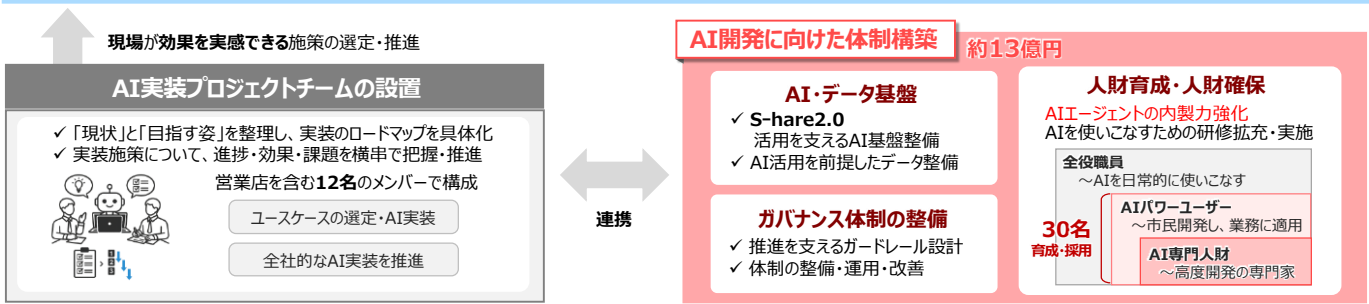 現場が効果を実感できる施策の選定・推進
AI実装プロジェクトチームの設置
✓ 「現状」と「目指す姿」を整理し、実装のロードマップを具体化
✓ 実装施策について、進捗・効果・課題を横串で把握・推進
営業店を含む12名のメンバーで構成
ユースケースの選定・AI実装
全社的なAI実装を推進
連携
AI開発に向けた体制構築
約13億円
AI・データ基盤
✓ S-hare2.0
活用を支えるAI基盤整備
✓ AI活用を前提したデータ整備
ガバナンス体制の整備
✓ 推進を支えるガードレール設計
✓ 体制の整備・運用・改善
人財育成・人財確保
AIエージェントの内製力強化
AIを使いこなすための研修拡充・実施
全役職員
～AIを日常的に使いこなす
AIパワーユーザー
～市民開発し、業務に適用
30名
育成・採用
AI専門人財
～高度開発の専門家